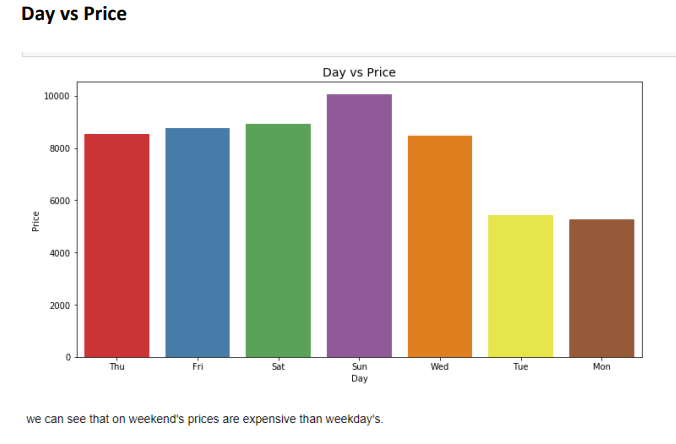 Day vs Price
Day vs Price
10000
8000
6000
4000
2000
0
Price
Thu Fri Sat Sun Wed Tue Mon
Day
we can see that on weekend's prices are expensive than weekday's.